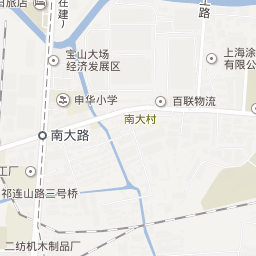 旅店
在建)
路
宝山大场
经济发展区
上海涂
有限公
申华小学
百联物流
南大村
南大路
工厂
祁连山路三号桥
二纺机木制品厂